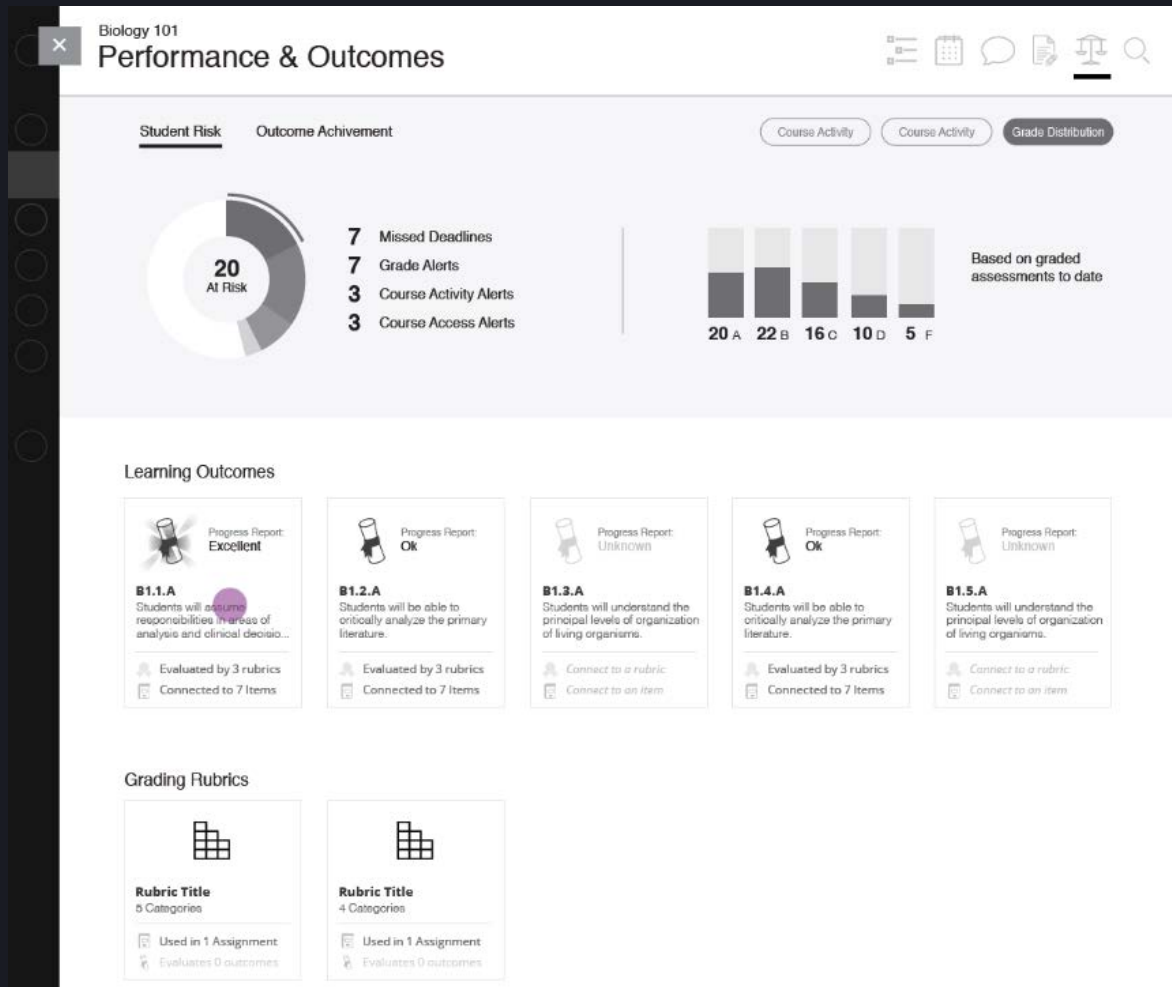 Biology 101
Performance & Outcomes
Student Risk
Outcome Achivement
Course Activity
Course Activity
Grade Distribution
20
At Risk
7 Missed Deadlines
7 Grade Alerts
3 Course Activity Alerts
3 Course Access Alerts
20 A 22 B 16 C 10 D 5 F
Based on graded
assessments to date
Learning Outcomes
Progress Report:
Excellent
B1.1.A
Students will assume
responsibilities in areas of
analysis and clinical decisio...
Evaluated by 3 rubrics
Connected to 7 Items
Progress Report:
Ok
B1.2.A
Students will be able to
critically analyze the primary
literature.
Evaluated by 3 rubrics
Connected to 7 Items
Progress Report:
Unknown
B1.3.A
Students will understand the
principal levels of organization
of living organisms.
Connect to a rubric
Connect to an item
Progress Report:
Ok
B1.4.A
Students will be able to
critically analyze the primary
literature.
Evaluated by 3 rubrics
Connected to 7 Items
Progress Report:
Unknown
B1.5.A
Students will understand the
principal levels of organization
of living organisms.
Connect to a rubric
Connect to an item
Grading Rubrics
Rubric Title
5 Categories
Used in 1 Assignment
Evaluates 0 outcomes
Rubric Title
4 Categories
Used in 1 Assignment
Evaluates 0 outcomes